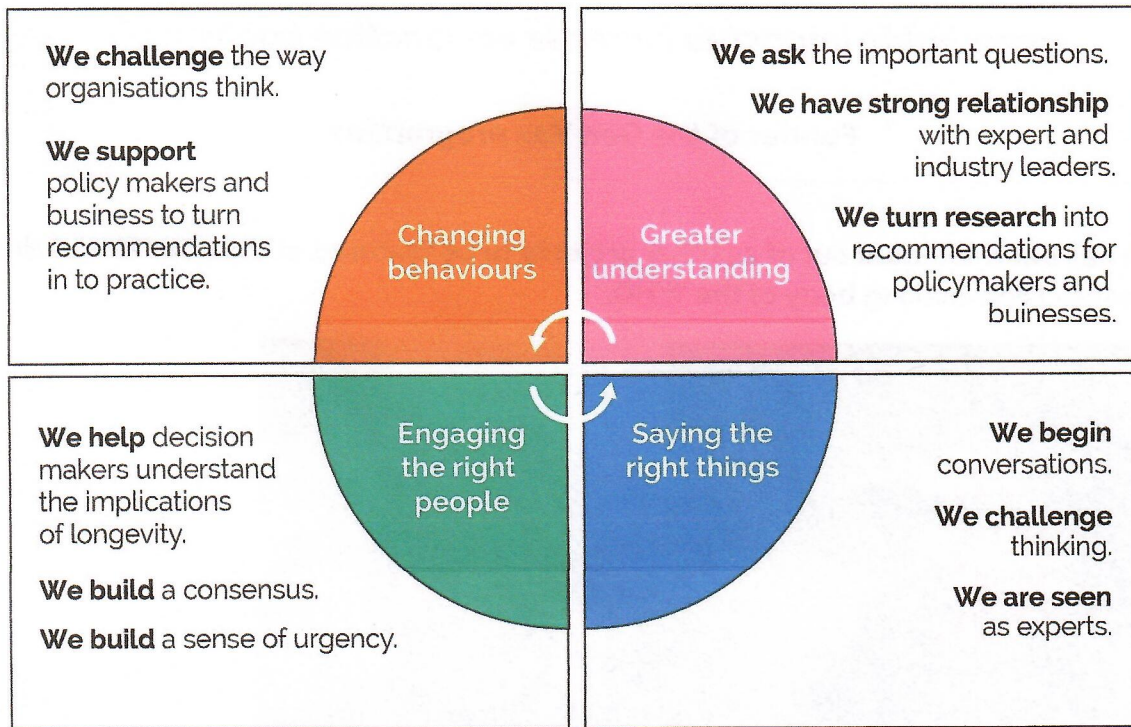 We challenge the way
organisations think.
We support
policy makers and
business to turn
recommendations
in to practice.
Changing
behaviours
We ask the important questions.
We have strong relationship
with expert and
industry leaders.
We turn research into
recommendations for
policymakers and
buinesses.
Greater
understanding
We help decision
makers understand
the implications
of longevity.
We build a consensus.
We build a sense of urgency.
Engaging
the right
people
Saying the
right things
We begin
conversations.
We challenge
thinking.
We are seen
as experts.